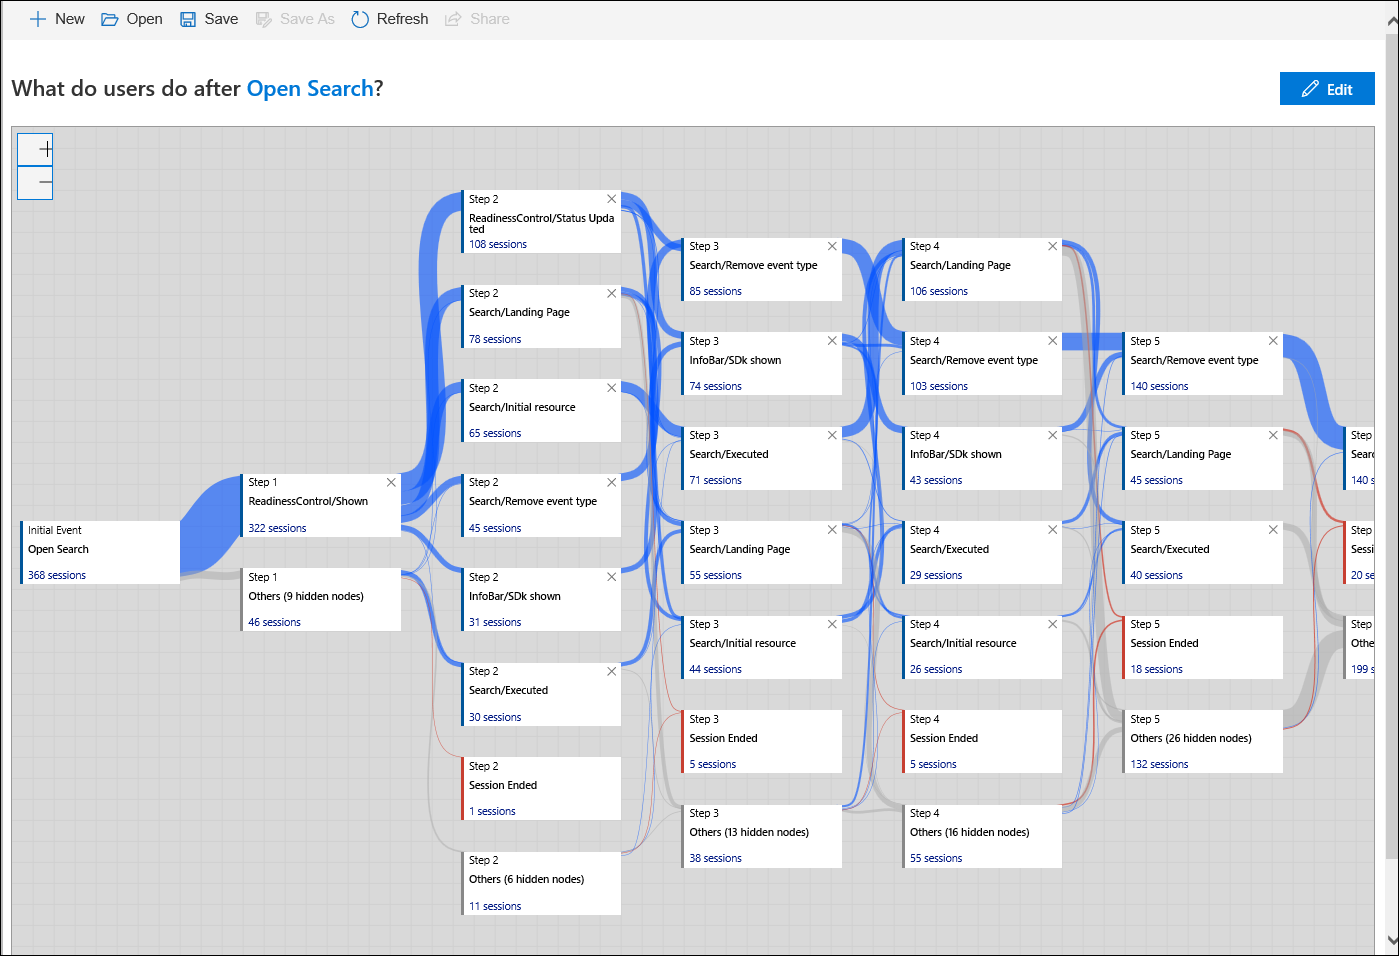 New Open Save Save As Refresh Share
What do users do after Open Search?
Edit
Initial Event
Open Search
368 sessions
Step 1
ReadinessControl/Shown
322 sessions
Step 1
Others (9 hidden nodes)
46 sessions
Step 2
ReadinessControl/Status Upda
ted
108 sessions
Step 2
Search/Landing Page
78 sessions
Step 2
Search/Initial resource
65 sessions
Step 2
Search/Remove event type
45 sessions
Step 2
InfoBar/SDk shown
31 sessions
Step 2
Search/Executed
30 sessions
Step 2
Session Ended
1 sessions
Step 2
Others (6 hidden nodes)
11 sessions
Step 3
Search/Remove event type
85 sessions
Step 3
InfoBar/SDk shown
74 sessions
Step 3
Search/Executed
71 sessions
Step 3
Search/Landing Page
55 sessions
Step 3
Search/Initial resource
44 sessions
Step 3
Session Ended
5 sessions
Step 3
Others (13 hidden nodes)
38 sessions
Step 4
Search/Landing Page
106 sessions
Step 4
Search/Remove event type
103 sessions
Step 4
InfoBar/SDk shown
43 sessions
Step 4
Search/Executed
29 sessions
Step 4
Search/Initial resource
26 sessions
Step 4
Session Ended
5 sessions
Step 4
Others (16 hidden nodes)
55 sessions
Step 5
Search/Remove event type
140 sessions
Step 5
Search/Landing Page
45 sessions
Step 5
Search/Executed
40 sessions
Step 5
Session Ended
18 sessions
Step 5
Others (26 hidden nodes)
132 sessions
Step
Searc
140 s
Step
Sessi
20 se
Step
Othe
199 s